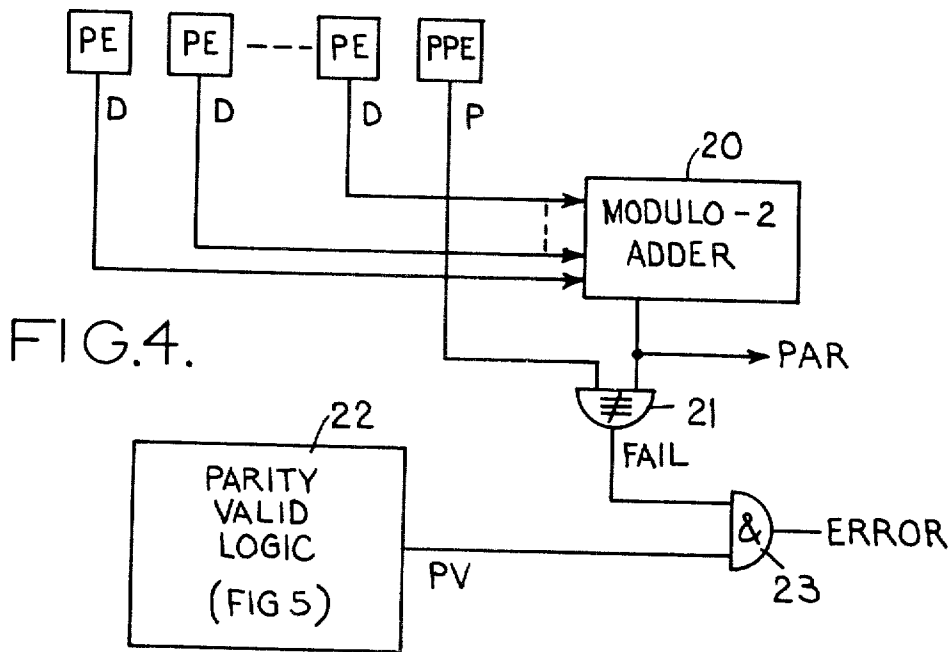 PE PE PE PPE
D D D P
20
MODULO-2
ADDER
FIG.4.
PAR
≢ 21
22
FAIL
PARITY
VALID
LOGIC
(FIG 5)
& ERROR
PV
23